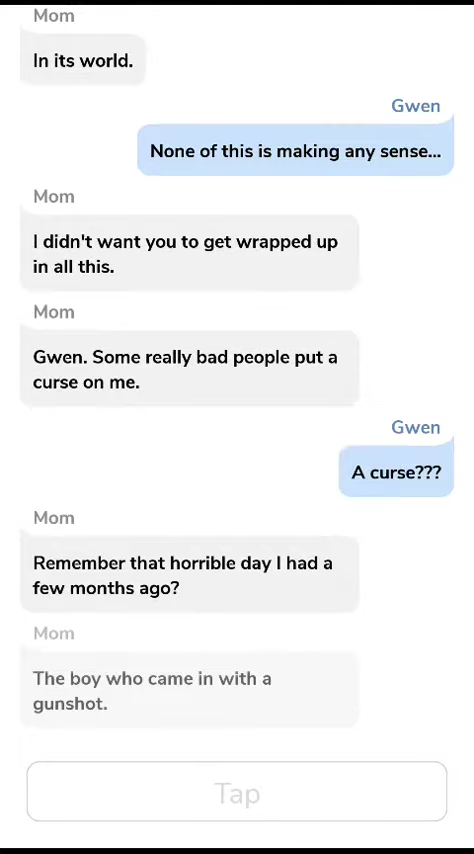 Mom
In its world.
Gwen
None of this is making any sense...
Mom
I didn't want you to get wrapped up
in all this.
Mom
Gwen. Some really bad people put a
curse on me.
Gwen
A curse???
Mom
Remember that horrible day I had a
few months ago?
Mom
The boy who came in with a
gunshot.
Tap